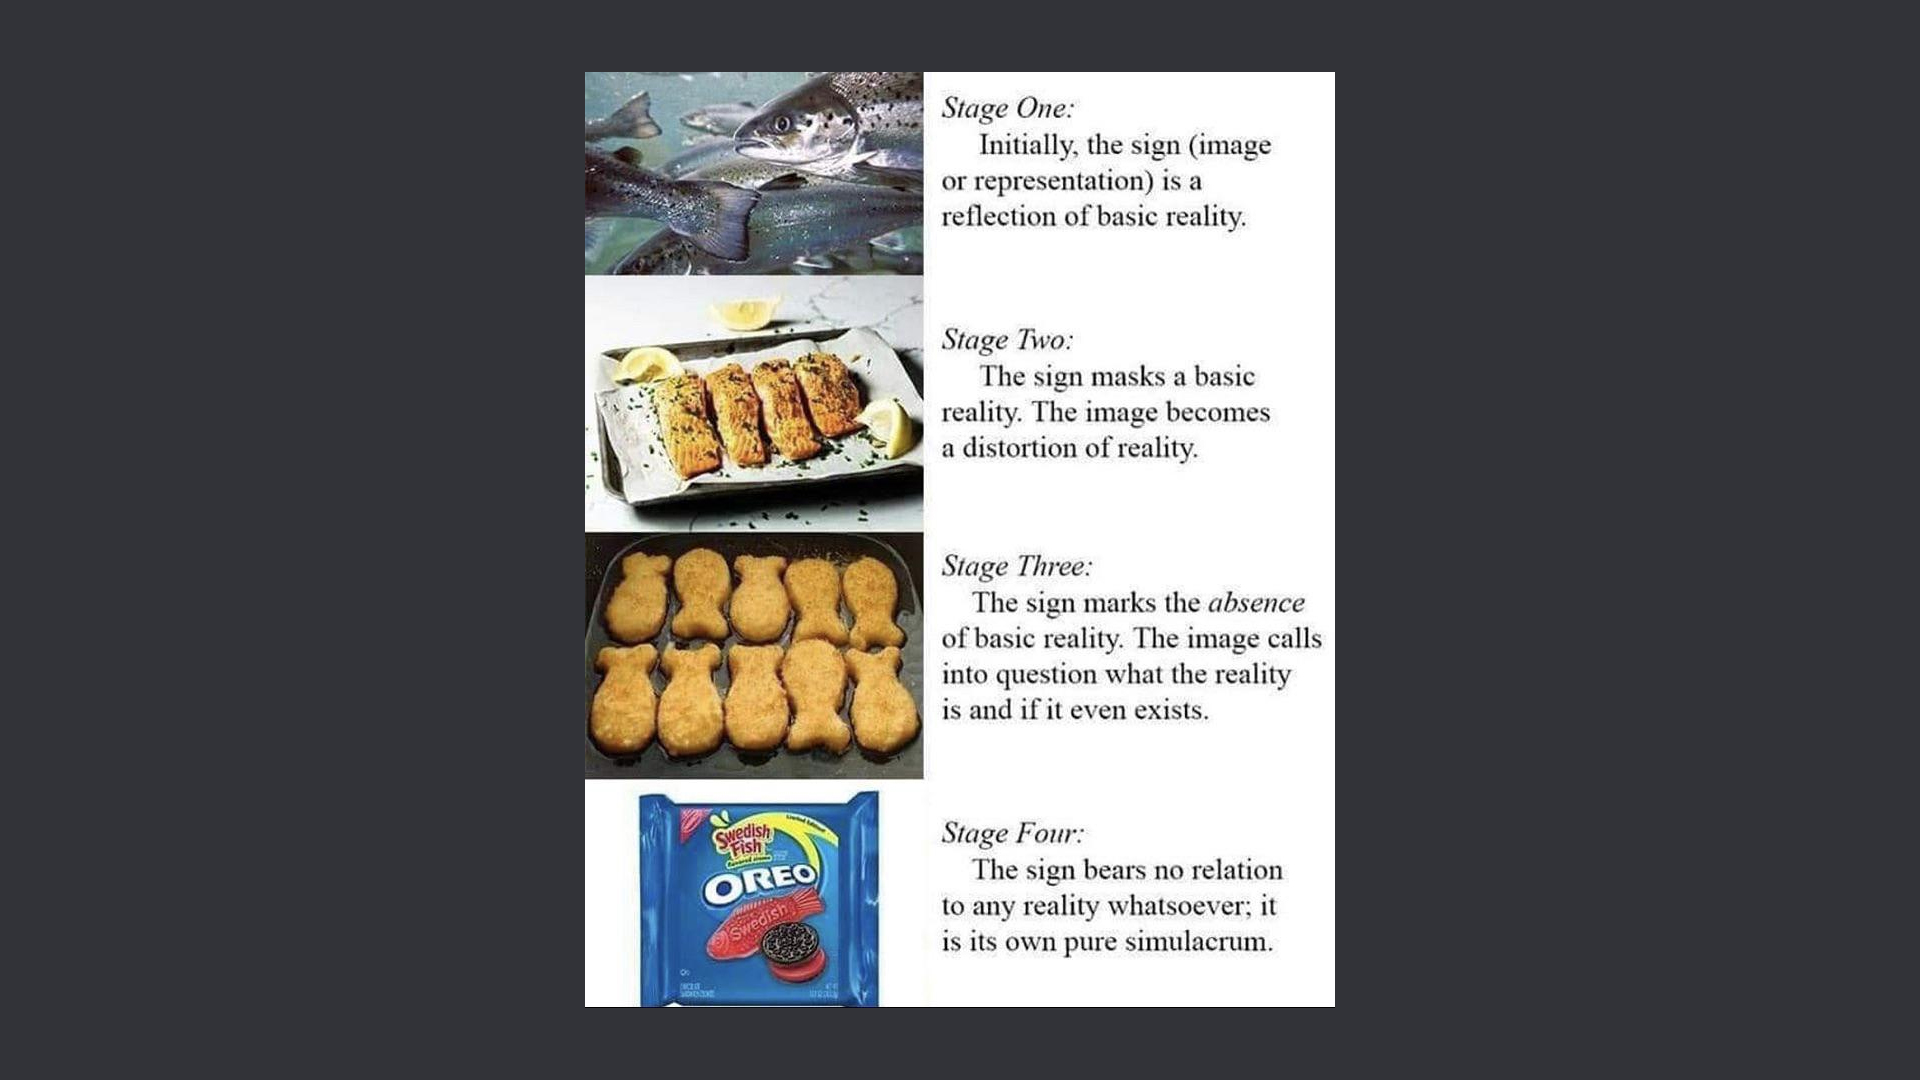 Stage One:
Initially, the sign (image
or representation) is a
reflection of basic reality.
Stage Two:
The sign masks a basic
reality. The image becomes
a distortion of reality.
Stage Three:
The sign marks the absence
of basic reality. The image calls
into question what the reality
is and if it even exists.
Limited Edition
Swedish
Fish
OREO
Swedish
Stage Four:
The sign bears no relation
to any reality whatsoever; it
is its own pure simulacrum.